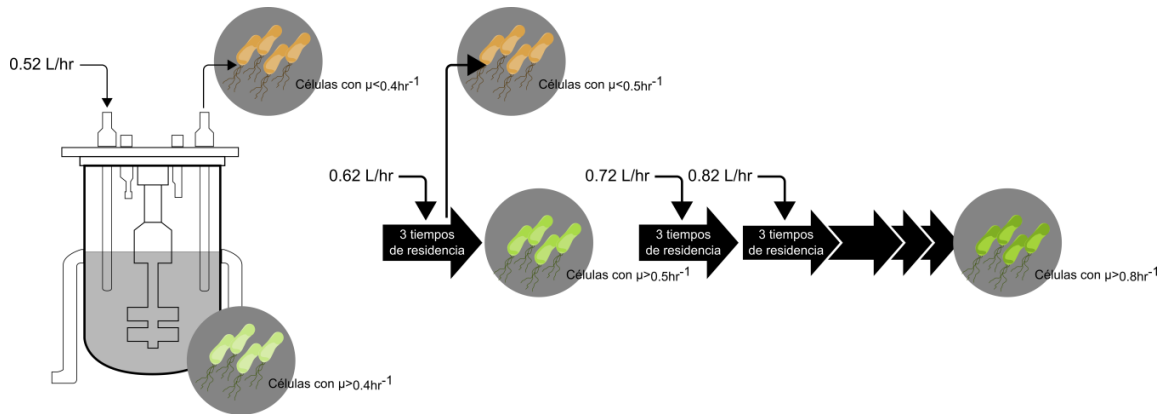 0.52 L/hr
Células con μ<0.4hr⁻¹
Células con μ>0.4hr⁻¹
0.62 L/hr
3 tiempos
de residencia
Células con μ<0.5hr⁻¹
Células con μ>0.5hr⁻¹
0.72 L/hr
3 tiempos
de residencia
0.82 L/hr
3 tiempos
de residencia
Células con μ>0.8hr⁻¹